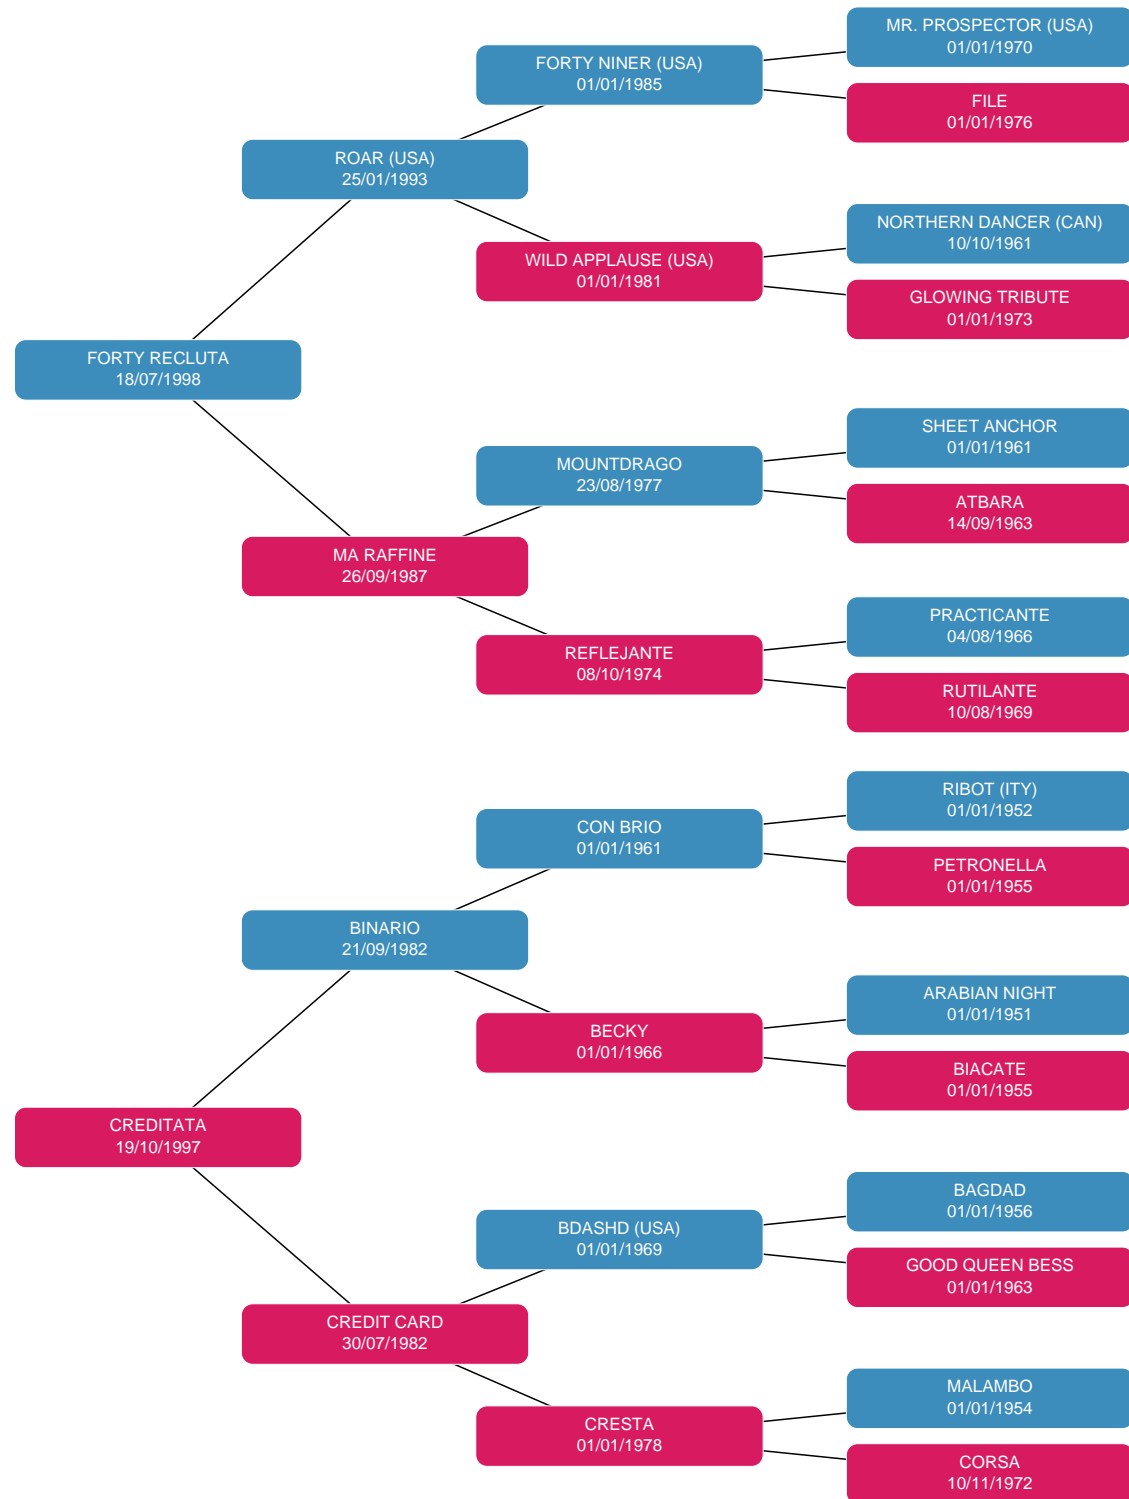 MR. PROSPECTOR (USA)
01/01/1970
FORTY NINER (USA)
01/01/1985
FILE
01/01/1976
ROAR (USA)
25/01/1993
NORTHERN DANCER (CAN)
10/10/1961
WILD APPLAUSE (USA)
01/01/1981
GLOWING TRIBUTE
01/01/1973
FORTY RECLUTA
18/07/1998
SHEET ANCHOR
01/01/1961
MOUNTDRAGO
23/08/1977
ATBARA
14/09/1963
MA RAFFINE
26/09/1987
PRACTICANTE
04/08/1966
REFLEJANTE
08/10/1974
RUTILANTE
10/08/1969
RIBOT (ITY)
01/01/1952
CON BRIO
01/01/1961
PETRONELLA
01/01/1955
BINARIO
21/09/1982
ARABIAN NIGHT
01/01/1951
BECKY
01/01/1966
BIACATE
01/01/1955
CREDITATA
19/10/1997
BAGDAD
01/01/1956
BDASHD (USA)
01/01/1969
GOOD QUEEN BESS
01/01/1963
CREDIT CARD
30/07/1982
MALAMBO
01/01/1954
CRESTA
01/01/1978
CORSA
10/11/1972